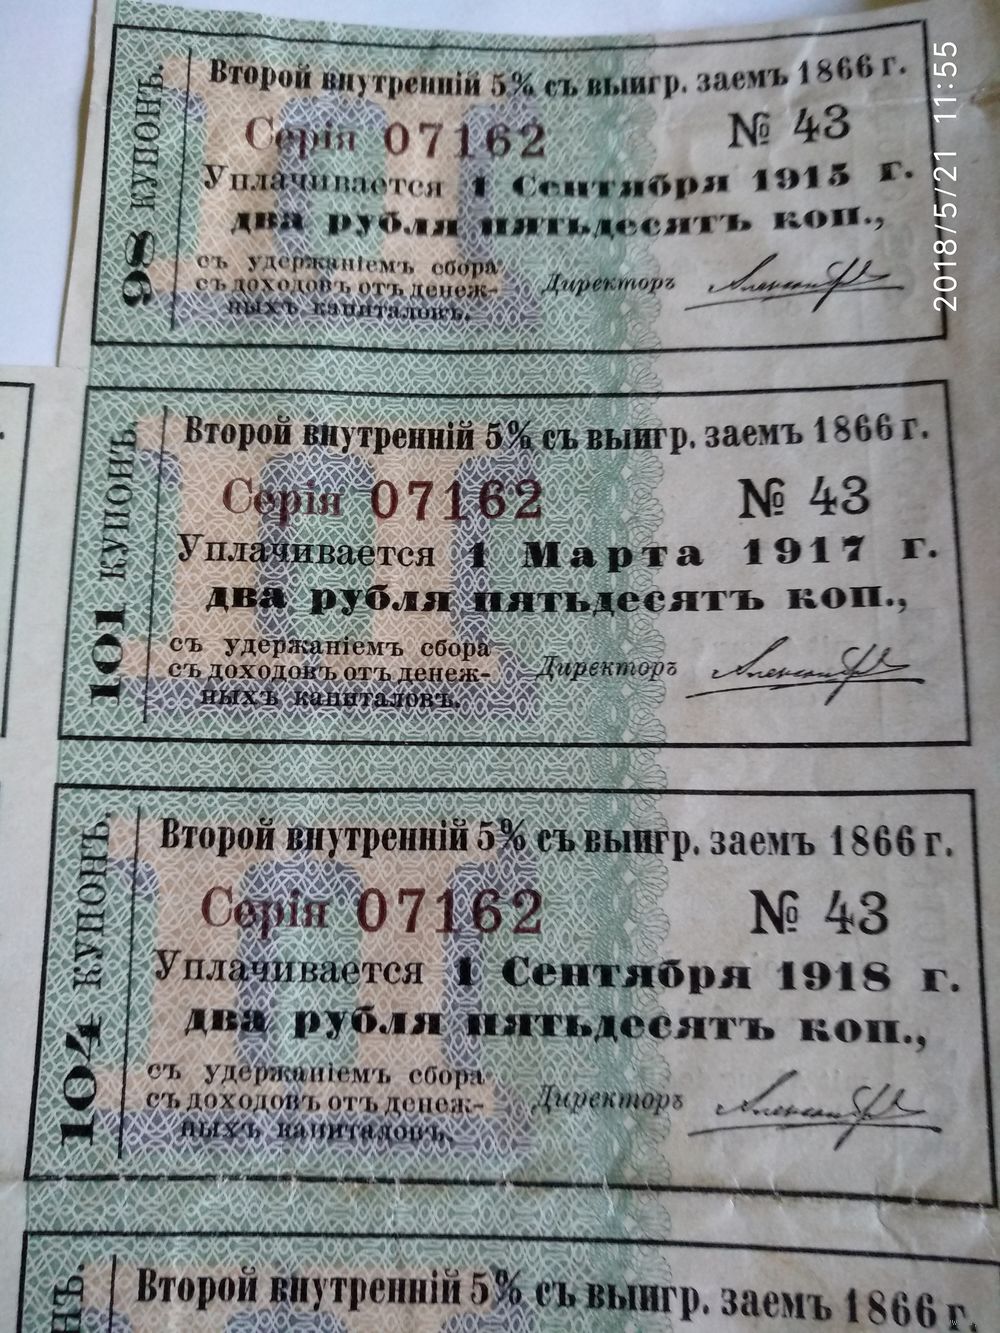 98 КУПОНЪ.
Второй внутренній 5% съ выигр. заемъ 1866 г.
Серія 07162 № 43
Уплачивается 1 Сентября 1915 г.
два рубля пятьдесятъ коп.,
съ удержаніемъ сбора
съ доходовъ отъ денеж-
ныхъ капиталовъ.
Директоръ
101 КУПОНЪ.
Второй внутренній 5% съ выигр. заемъ 1866 г.
Серія 07162 № 43
Уплачивается 1 Марта 1917 г.
два рубля пятьдесятъ коп.,
съ удержаніемъ сбора
съ доходовъ отъ денеж-
ныхъ капиталовъ.
Директоръ
104 КУПОНЪ.
Второй внутренній 5% съ выигр. заемъ 1866 г.
Серія 07162 № 43
Уплачивается 1 Сентября 1918 г.
два рубля пятьдесятъ коп.,
съ удержаніемъ сбора
съ доходовъ отъ денеж-
ныхъ капиталовъ.
Директоръ
НЪ.
Второй внутренній 5% съ выигр. заемъ 1866 г.
2018/5/21 11:55